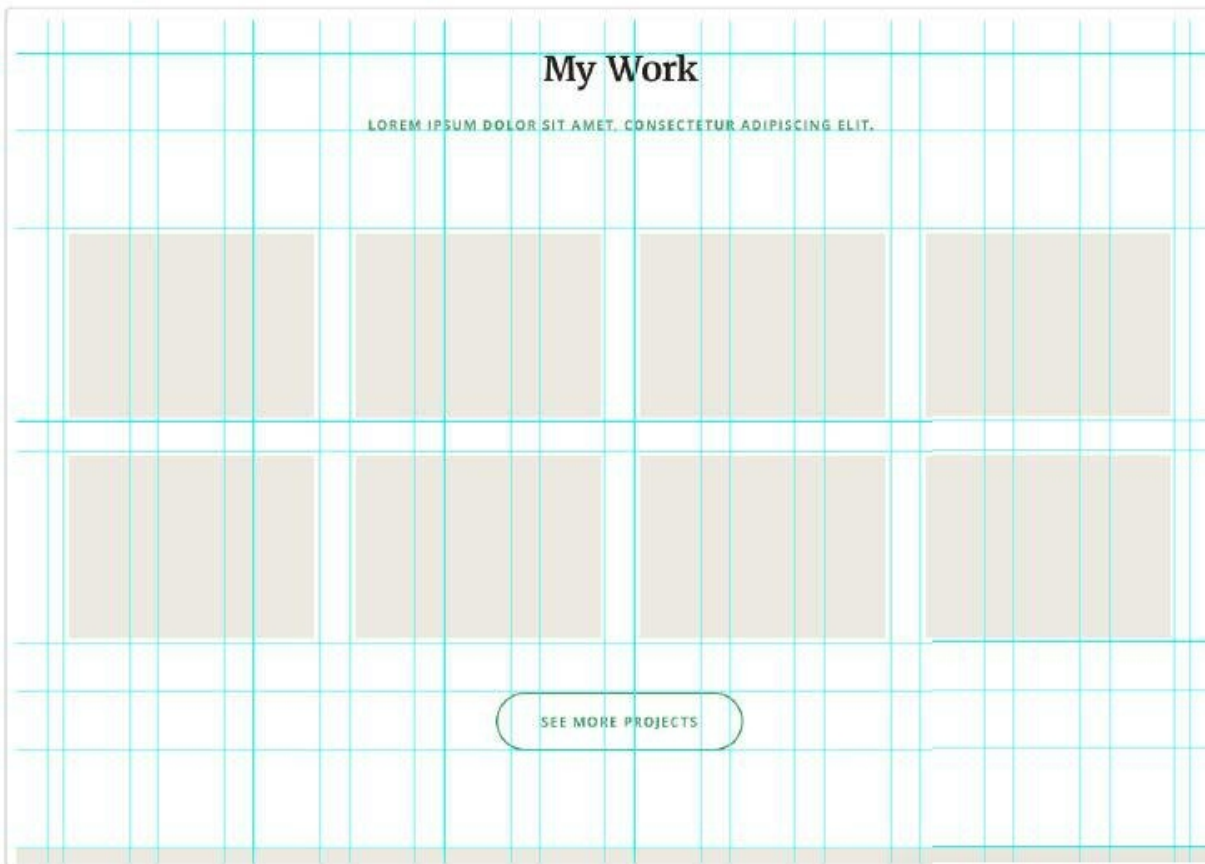 My Work
LOREM IPSUM DOLOR SIT AMET, CONSECTETUR ADIPISCING ELIT.
SEE MORE PROJECTS